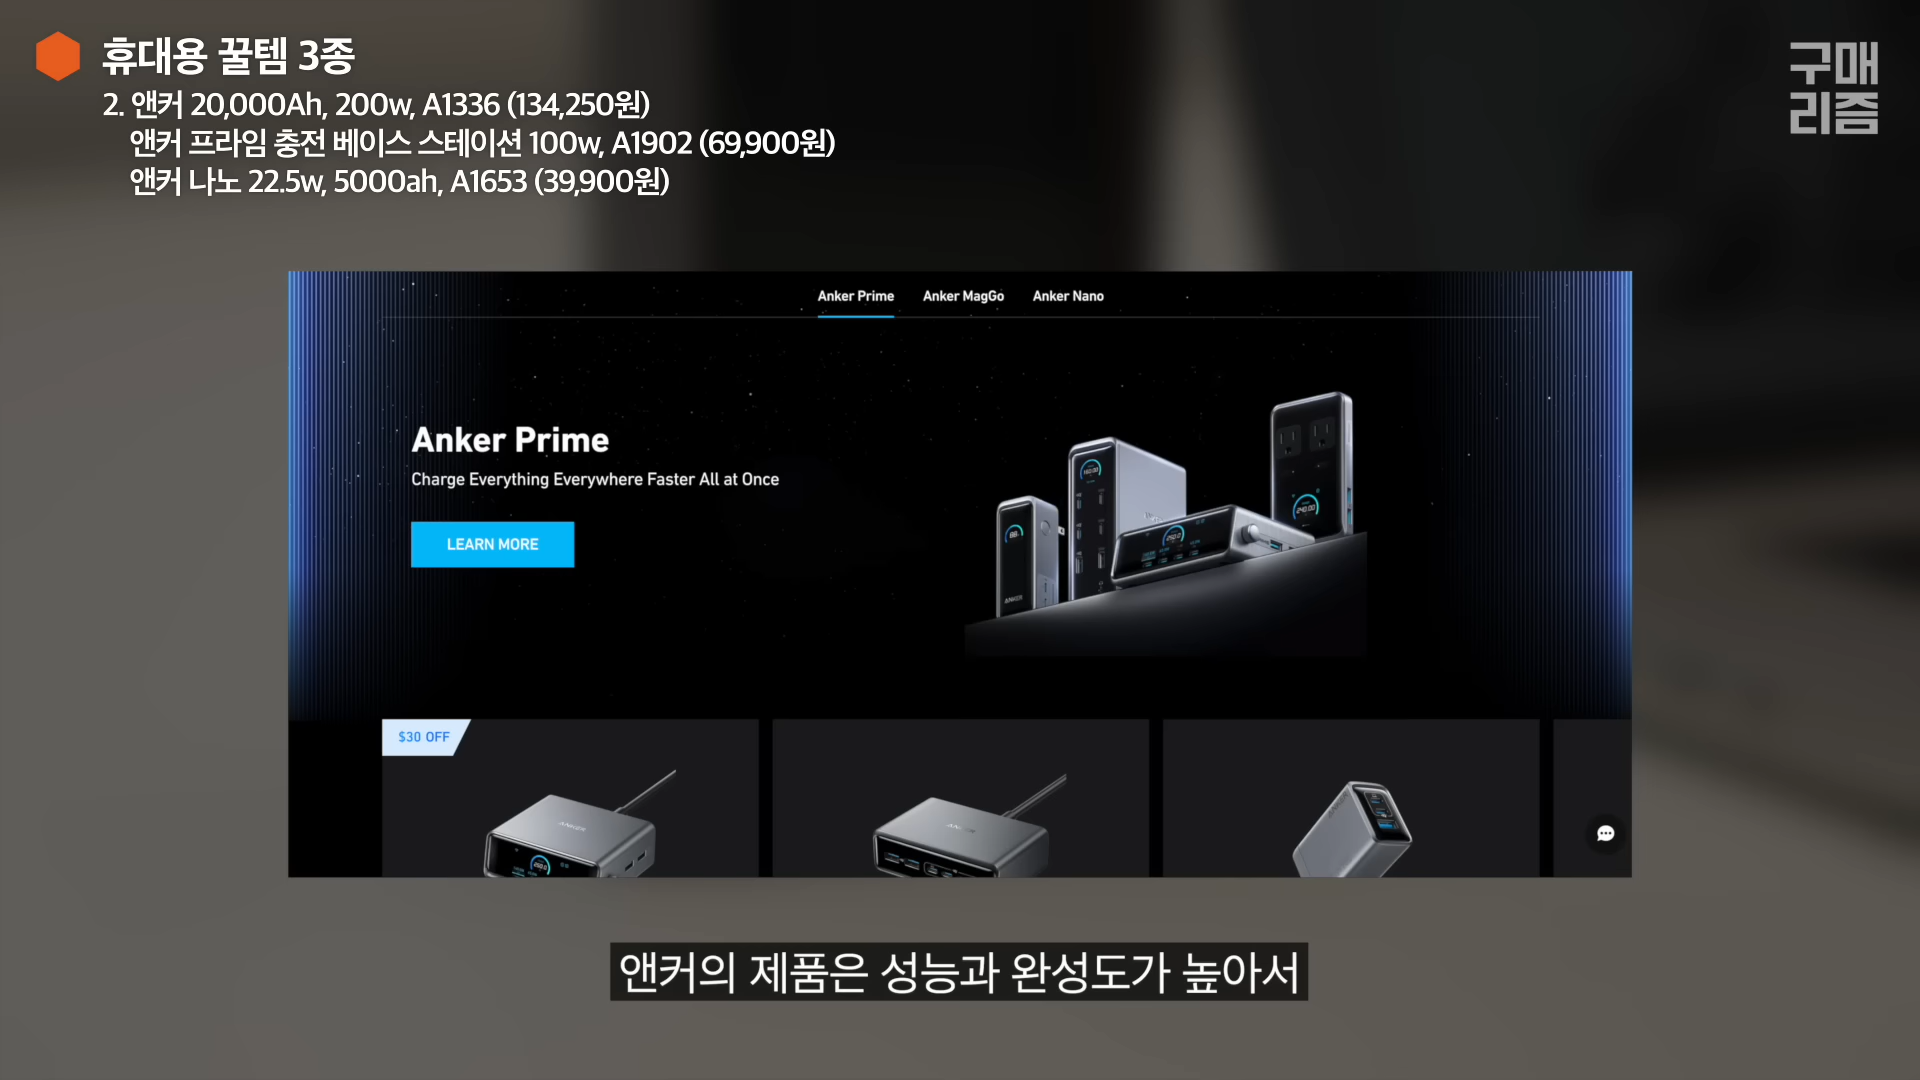 휴대용 꿀템 3종
2. 앤커 20,000Ah, 200w, A1336 (134,250원)
앤커 프라임 충전 베이스 스테이션 100w, A1902 (69,900원)
앤커 나노 22.5w, 5000ah, A1653 (39,900원)
구매
리즘
Anker Prime Anker MagGo Anker Nano
Anker Prime
Charge Everything Everywhere Faster All at Once
LEARN MORE
$30 OFF
ANKER
앤커의 제품은 성능과 완성도가 높아서